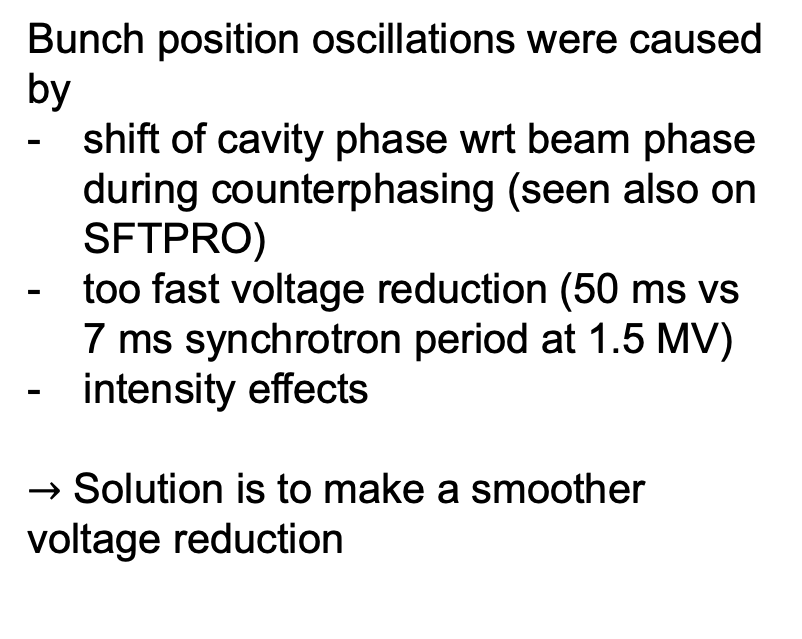 Bunch position oscillations were caused
by
- shift of cavity phase wrt beam phase
during counterphasing (seen also on
SFTPRO)
- too fast voltage reduction (50 ms vs
7 ms synchrotron period at 1.5 MV)
- intensity effects
→ Solution is to make a smoother
voltage reduction